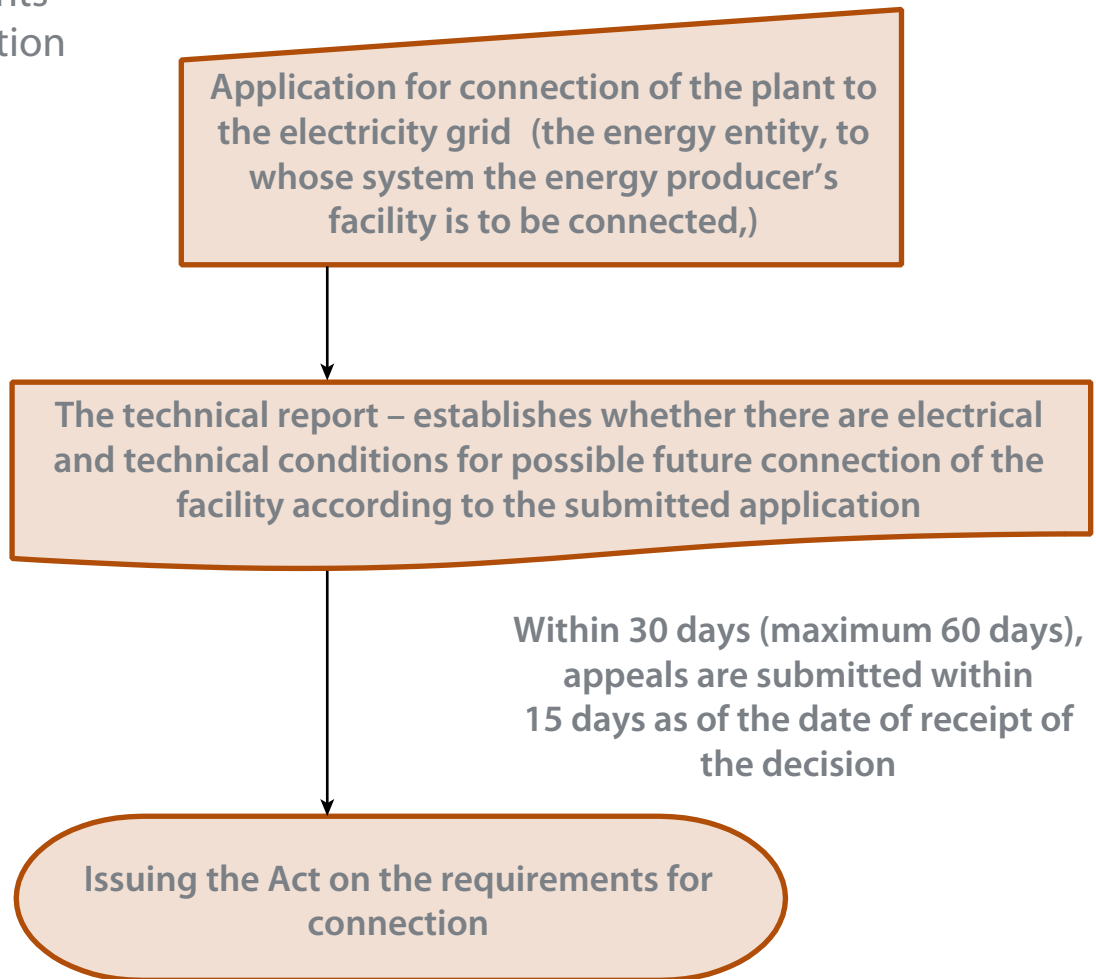 Application for connection of the plant to
the electricity grid (the energy entity, to
whose system the energy producer’s
facility is to be connected,)
The technical report – establishes whether there are electrical
and technical conditions for possible future connection of the
facility according to the submitted application
Within 30 days (maximum 60 days),
appeals are submitted within
15 days as of the date of receipt of
the decision
Issuing the Act on the requirements for
connection